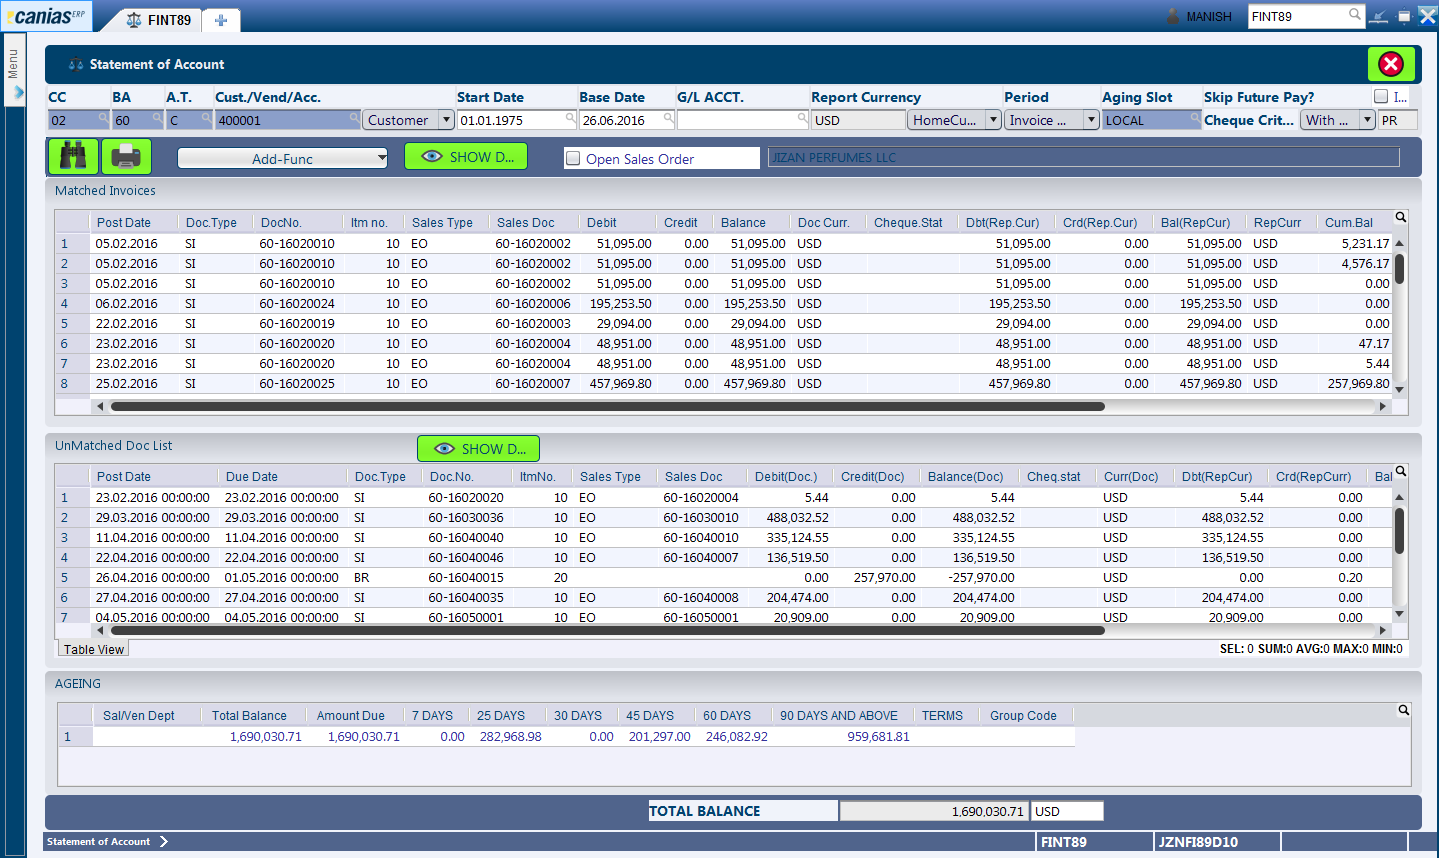 canias ERP FINT89 MANISH FINT89
Menu
Statement of Account
CC BA A.T. Cust./Vend/Acc. Start Date Base Date G/L ACCT. Report Currency Period Aging Slot Skip Future Pay? I...
02 60 C 400001 Customer 01.01.1975 26.06.2016 USD HomeCu... Invoice ... LOCAL Cheque Crit... With ... PR
Add-Func SHOW D... Open Sales Order JIZAN PERFUMES LLC
Matched Invoices
Post Date Doc.Type DocNo. Itm no. Sales Type Sales Doc Debit Credit Balance Doc Curr. Cheque.Stat Dbt(Rep.Cur) Crd(Rep.Cur) Bal(RepCur) RepCurr Cum.Bal
1 05.02.2016 SI 60-16020010 10 EO 60-16020002 51,095.00 0.00 51,095.00 USD 51,095.00 0.00 51,095.00 USD 5,231.17
2 05.02.2016 SI 60-16020010 10 EO 60-16020002 51,095.00 0.00 51,095.00 USD 51,095.00 0.00 51,095.00 USD 4,576.17
3 05.02.2016 SI 60-16020010 10 EO 60-16020002 51,095.00 0.00 51,095.00 USD 51,095.00 0.00 51,095.00 USD 0.00
4 06.02.2016 SI 60-16020024 10 EO 60-16020006 195,253.50 0.00 195,253.50 USD 195,253.50 0.00 195,253.50 USD 0.00
5 22.02.2016 SI 60-16020019 10 EO 60-16020003 29,094.00 0.00 29,094.00 USD 29,094.00 0.00 29,094.00 USD 0.00
6 23.02.2016 SI 60-16020020 10 EO 60-16020004 48,951.00 0.00 48,951.00 USD 48,951.00 0.00 48,951.00 USD 47.17
7 23.02.2016 SI 60-16020020 10 EO 60-16020004 48,951.00 0.00 48,951.00 USD 48,951.00 0.00 48,951.00 USD 5.44
8 25.02.2016 SI 60-16020025 10 EO 60-16020007 457,969.80 0.00 457,969.80 USD 457,969.80 0.00 457,969.80 USD 257,969.80
UnMatched Doc List SHOW D...
Post Date Due Date Doc.Type Doc.No. ItmNo. Sales Type Sales Doc Debit(Doc.) Credit(Doc) Balance(Doc) Cheq.stat Curr(Doc) Dbt(RepCur) Crd(RepCurr) Bal
1 23.02.2016 00:00:00 23.02.2016 00:00:00 SI 60-16020020 10 EO 60-16020004 5.44 0.00 5.44 USD 5.44 0.00
2 29.03.2016 00:00:00 29.03.2016 00:00:00 SI 60-16030036 10 EO 60-16030010 488,032.52 0.00 488,032.52 USD 488,032.52 0.00
3 11.04.2016 00:00:00 11.04.2016 00:00:00 SI 60-16040040 10 EO 60-16040010 335,124.55 0.00 335,124.55 USD 335,124.55 0.00
4 22.04.2016 00:00:00 22.04.2016 00:00:00 SI 60-16040046 10 EO 60-16040007 136,519.50 0.00 136,519.50 USD 136,519.50 0.00
5 26.04.2016 00:00:00 01.05.2016 00:00:00 BR 60-16040015 20 0.00 257,970.00 -257,970.00 USD 0.00 0.20
6 27.04.2016 00:00:00 27.04.2016 00:00:00 SI 60-16040035 10 EO 60-16040008 204,474.00 0.00 204,474.00 USD 204,474.00 0.00
7 04.05.2016 00:00:00 04.05.2016 00:00:00 SI 60-16050001 10 EO 60-16050001 20,909.00 0.00 20,909.00 USD 20,909.00 0.00
Table View SEL: 0 SUM:0 AVG:0 MAX:0 MIN:0
AGEING
Sal/Ven Dept Total Balance Amount Due 7 DAYS 25 DAYS 30 DAYS 45 DAYS 60 DAYS 90 DAYS AND ABOVE TERMS Group Code
1 1,690,030.71 1,690,030.71 0.00 282,968.98 0.00 201,297.00 246,082.92 959,681.81
TOTAL BALANCE 1,690,030.71 USD
Statement of Account FINT89 JZNFI89D10